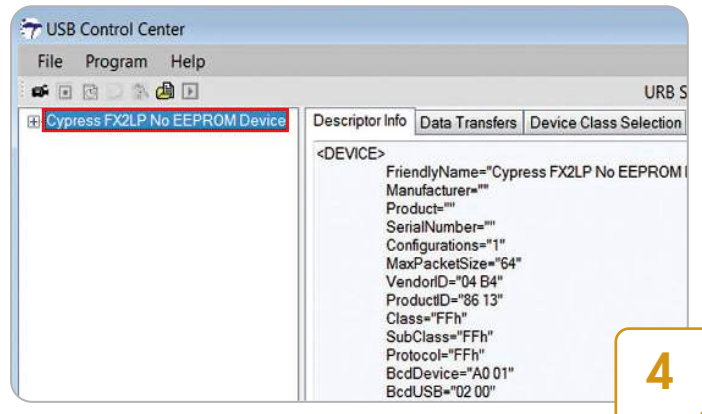 USB Control Center
File Program Help
URB S
Cypress FX2LP No EEPROM Device
Descriptor Info Data Transfers Device Class Selection
<DEVICE>
FriendlyName="Cypress FX2LP No EEPROM
Manufacturer=""
Product=""
SerialNumber=""
Configurations="1"
MaxPacketSize="64"
VendorID="04 B4"
ProductID="86 13"
Class="FFh"
SubClass="FFh"
Protocol="FFh"
BcdDevice="A0 01"
BcdUSB="02 00"
4